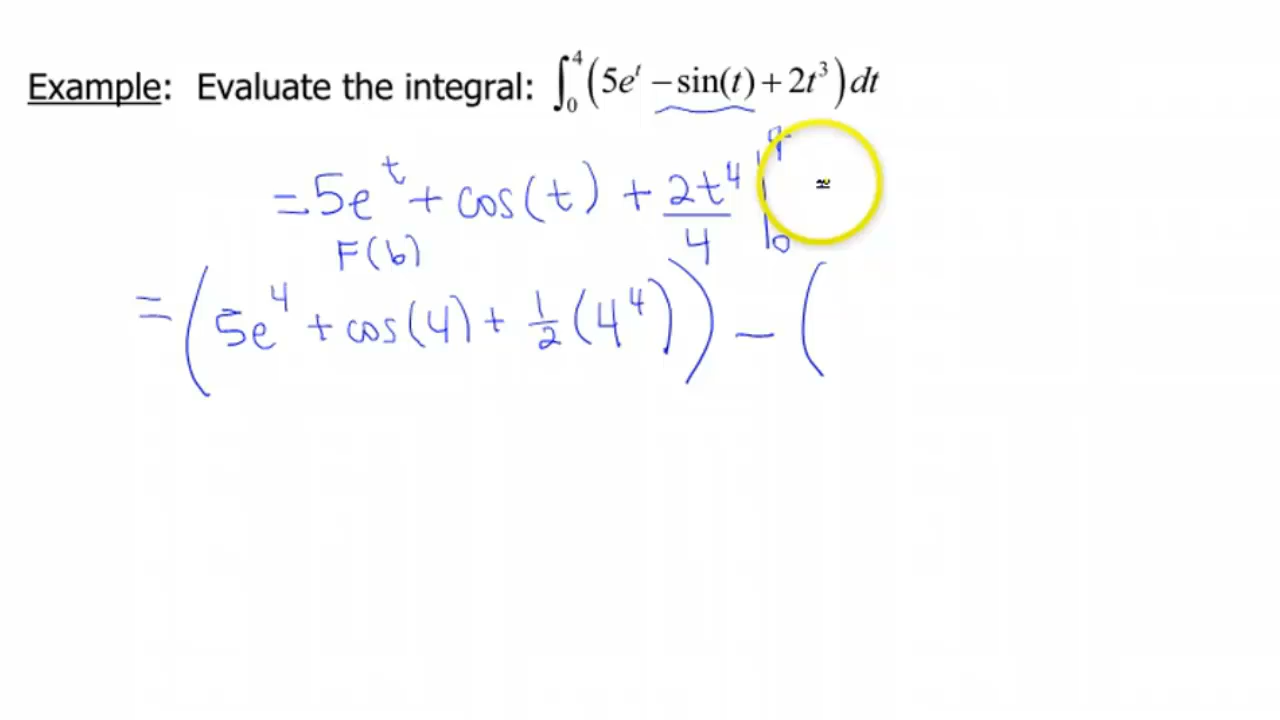 Example: Evaluate the integral: ∫₀⁴(5eᵗ − sin(t) + 2t³)dt
= 5eᵗ + cos(t) + 2t⁴/4 |₀⁴
F(b)
= (5e⁴ + cos(4) + 1/2(4⁴)) − (